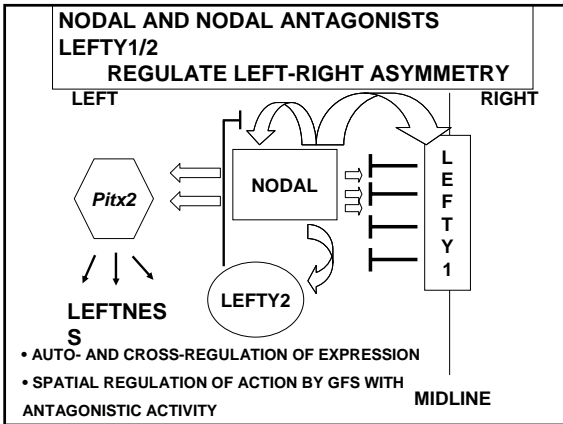 NODAL AND NODAL ANTAGONISTS
LEFTY1/2
REGULATE LEFT-RIGHT ASYMMETRY
LEFT
RIGHT
Pitx2
NODAL
L
E
F
T
Y
1
LEFTY2
LEFTNES
S
• AUTO- AND CROSS-REGULATION OF EXPRESSION
• SPATIAL REGULATION OF ACTION BY GFS WITH
ANTAGONISTIC ACTIVITY
MIDLINE